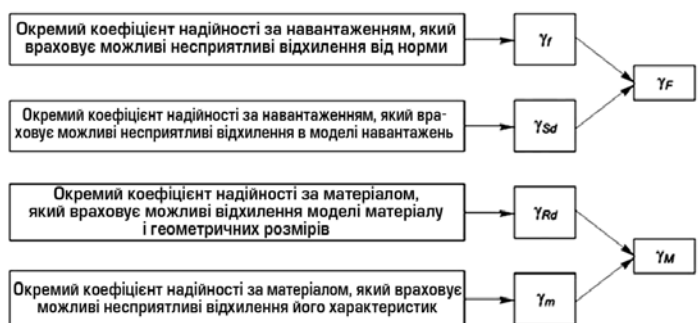 Окремий коефіцієнт надійності за навантаженням, який
враховує можливі несприятливі відхилення від норми
γf
γF
Окремий коефіцієнт надійності за навантаженням, який вра-
ховує можливі несприятливі відхилення в моделі навантажень
γSd
Окремий коефіцієнт надійності за матеріалом,
який враховує можливі відхилення моделі матеріалу
і геометричних розмірів
γRd
γM
Окремий коефіцієнт надійності за матеріалом, який враховує
можливі несприятливі відхилення його характеристик
γm